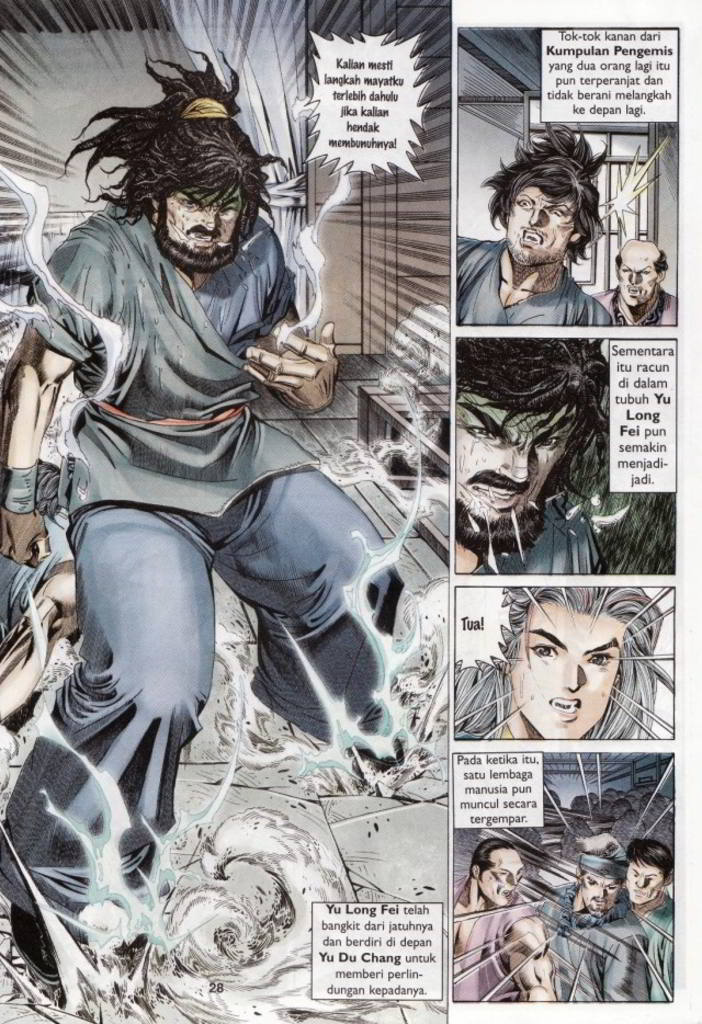 Kalian mesti
langkah mayatku
terlebih dahulu
jika kalian
hendak
membunuhnya!
Yu Long Fei telah
bangkit dari jatuhnya
dan berdiri di depan
Yu Du Chang untuk
memberi perlin-
dungan kepadanya.
28
Tok-tok kanan dari
Kumpulan Pengemis
yang dua orang lagi itu
pun terperanjat dan
tidak berani melangkah
ke depan lagi.
Sementara
itu racun
di dalam
tubuh Yu
Long
Fei pun
semakin
menjadi-
jadi.
Tua!
Pada ketika itu,
satu lembaga
manusia pun
muncul secara
tergempar.